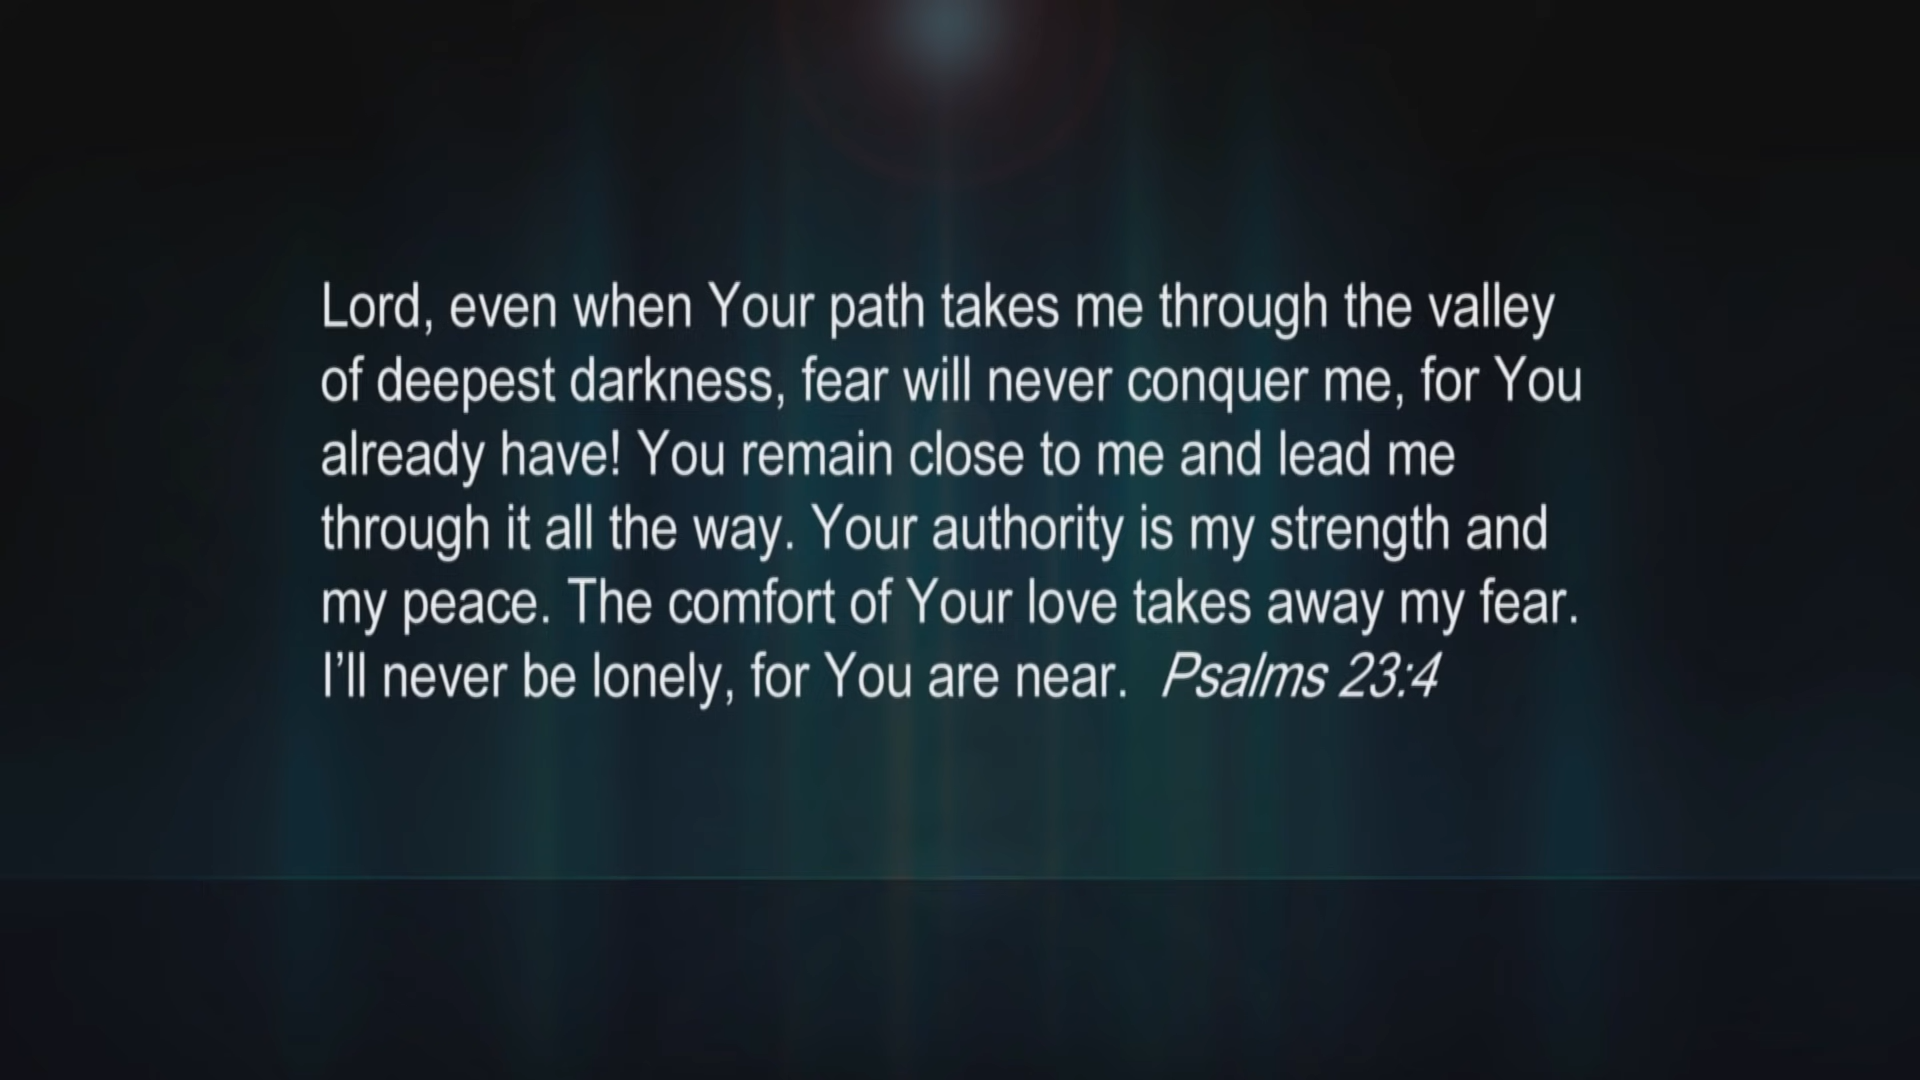 Lord, even when Your path takes me through the valley
of deepest darkness, fear will never conquer me, for You
already have! You remain close to me and lead me
through it all the way. Your authority is my strength and
my peace. The comfort of Your love takes away my fear.
I’ll never be lonely, for You are near.  Psalms 23:4